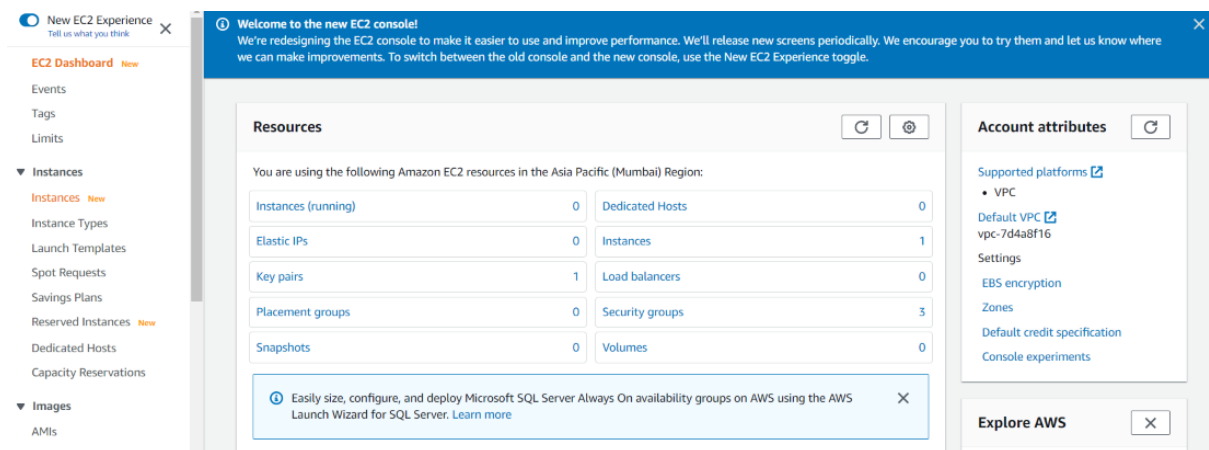 New EC2 Experience
Tell us what you think
EC2 Dashboard New
Events
Tags
Limits
Instances
Instances New
Instance Types
Launch Templates
Spot Requests
Savings Plans
Reserved Instances New
Dedicated Hosts
Capacity Reservations
Images
AMIs
Welcome to the new EC2 console!
We're redesigning the EC2 console to make it easier to use and improve performance. We'll release new screens periodically. We encourage you to try them and let us know where
we can make improvements. To switch between the old console and the new console, use the New EC2 Experience toggle.
Resources
You are using the following Amazon EC2 resources in the Asia Pacific (Mumbai) Region:
Instances (running) 0 Dedicated Hosts 0
Elastic IPs 0 Instances 1
Key pairs 1 Load balancers 0
Placement groups 0 Security groups 3
Snapshots 0 Volumes 0
Easily size, configure, and deploy Microsoft SQL Server Always On availability groups on AWS using the AWS
Launch Wizard for SQL Server. Learn more
Account attributes
Supported platforms
• VPC
Default VPC
vpc-7d4a8f16
Settings
EBS encryption
Zones
Default credit specification
Console experiments
Explore AWS